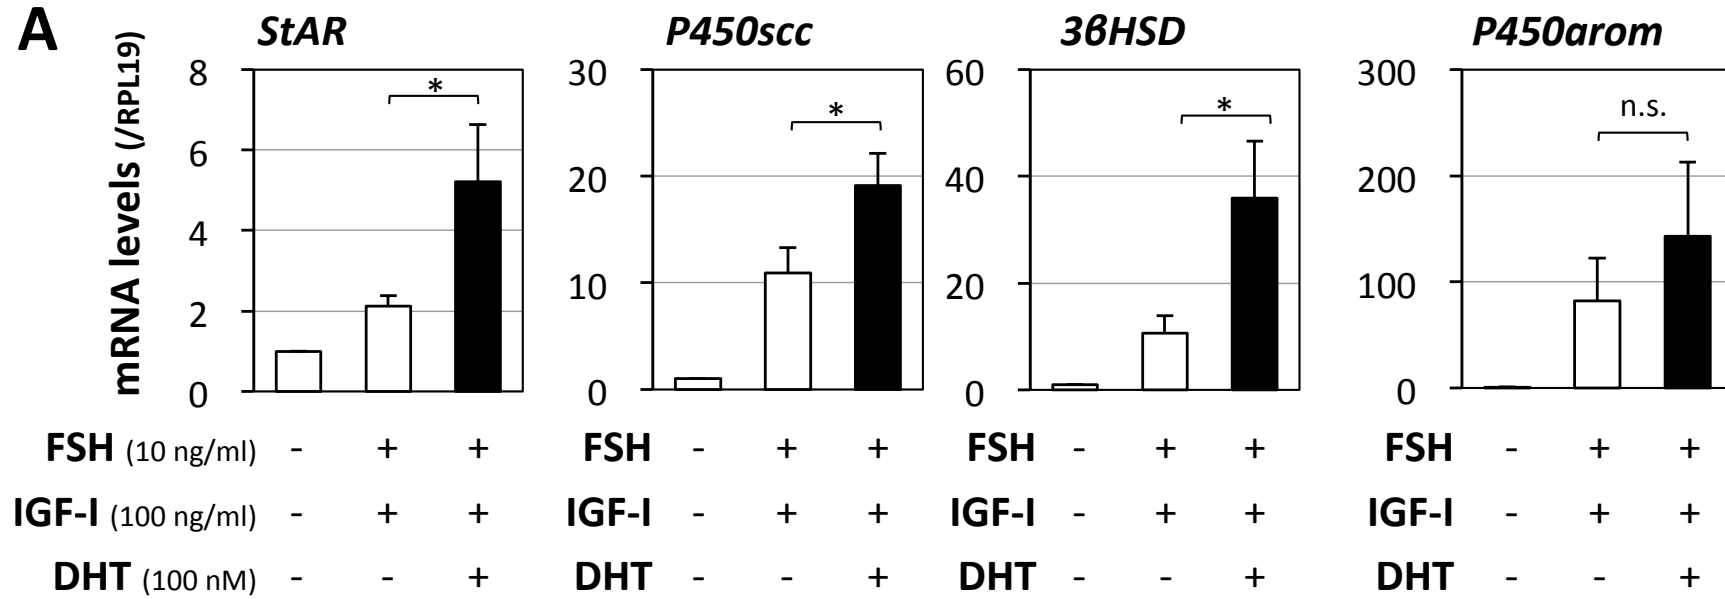 A
StAR P450scc 3βHSD P450arom
mRNA levels (/RPL19)
8 6 4 2 0
*
30 20 10 0
*
60 40 20 0
*
300 200 100 0
n.s.
FSH (10 ng/ml) - + + FSH - + + FSH - + + FSH - + +
IGF-I (100 ng/ml) - + + IGF-I - + + IGF-I - + + IGF-I - + +
DHT (100 nM) - - + DHT - - + DHT - - + DHT - - +